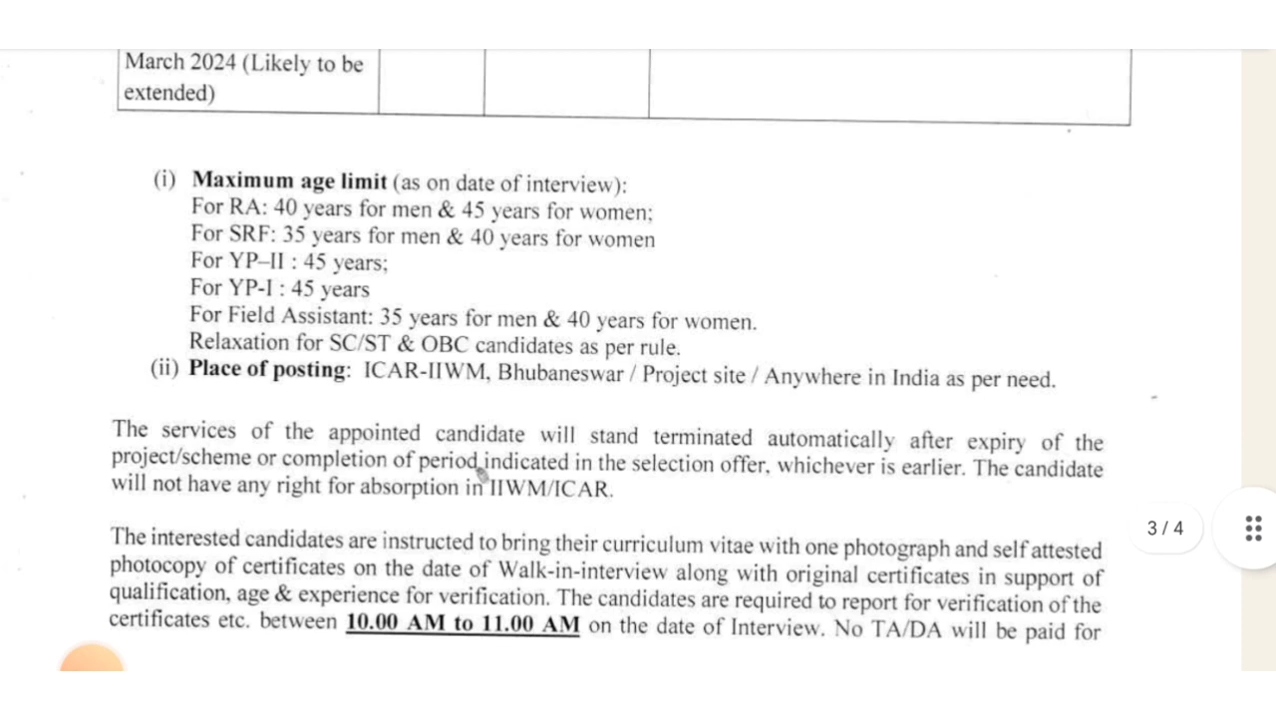 March 2024 (Likely to be
extended)
(i) Maximum age limit (as on date of interview):
For RA: 40 years for men & 45 years for women;
For SRF: 35 years for men & 40 years for women
For YP–II : 45 years;
For YP-I : 45 years
For Field Assistant: 35 years for men & 40 years for women.
Relaxation for SC/ST & OBC candidates as per rule.
(ii) Place of posting: ICAR-IIWM, Bhubaneswar / Project site / Anywhere in India as per need.
The services of the appointed candidate will stand terminated automatically after expiry of the
project/scheme or completion of period indicated in the selection offer, whichever is earlier. The candidate
will not have any right for absorption in IIWM/ICAR.
3 / 4
The interested candidates are instructed to bring their curriculum vitae with one photograph and self attested
photocopy of certificates on the date of Walk-in-interview along with original certificates in support of
qualification, age & experience for verification. The candidates are required to report for verification of the
certificates etc. between 10.00 AM to 11.00 AM on the date of Interview. No TA/DA will be paid for